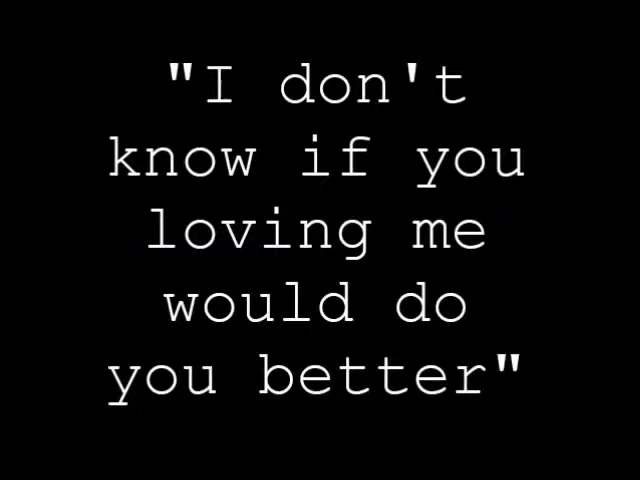 "I don't
know if you
loving me
would do
you better"